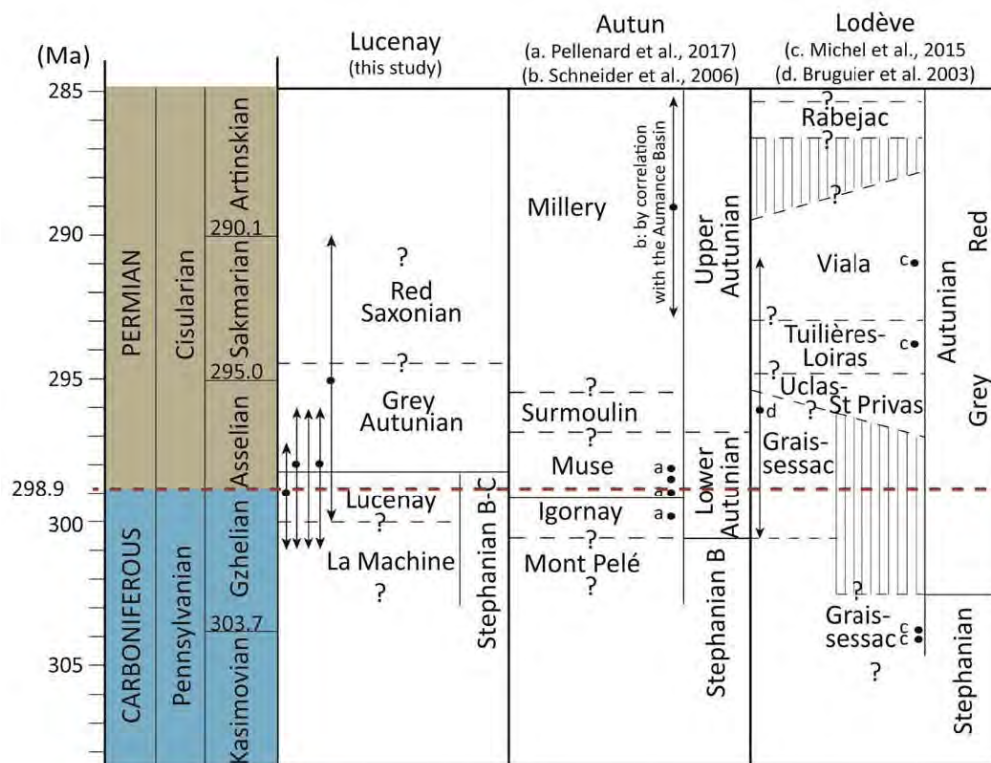 (Ma)
Lucenay
(this study)
Autun
(a. Pellenard et al., 2017)
(b. Schneider et al., 2006)
Lodève
(c. Michel et al., 2015
(d. Bruguier et al. 2003)
285
290
295
298.9
300
305
PERMIAN
CARBONIFEROUS
Cisularian
Pennsylvanian
Artinskian
290.1
Sakmarian
295.0
Asselian
Gzhelian
303.7
Kasimovian
?
Red
Saxonian
?
Grey
Autunian
Lucenay
?
La Machine
?
Stephanian B-C
Millery
b: by correlation
with the Aumance Basin
?
Surmoulin
?
Muse
a
a
Igornay
a
?
Mont Pelé
?
Upper
Autunian
Lower
Autunian
Stephanian B
?
Rabejac
?
?
Viala
c
?
Tuilières-
Loiras
c
?
Uclas-
?
St Privas
d
Grais-
sessac
?
Grais-
sessac
c
c
?
Autunian
Red
Grey
Stephanian